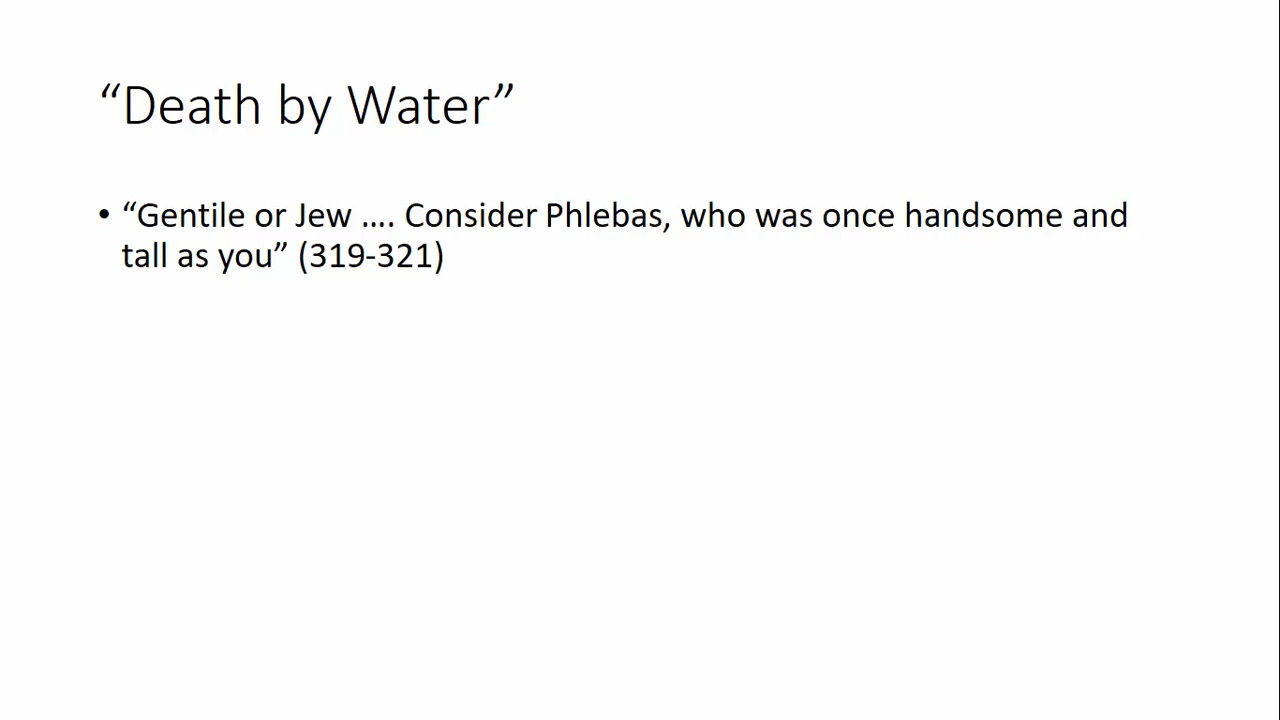 “Death by Water”
• “Gentile or Jew …. Consider Phlebas, who was once handsome and
tall as you” (319-321)